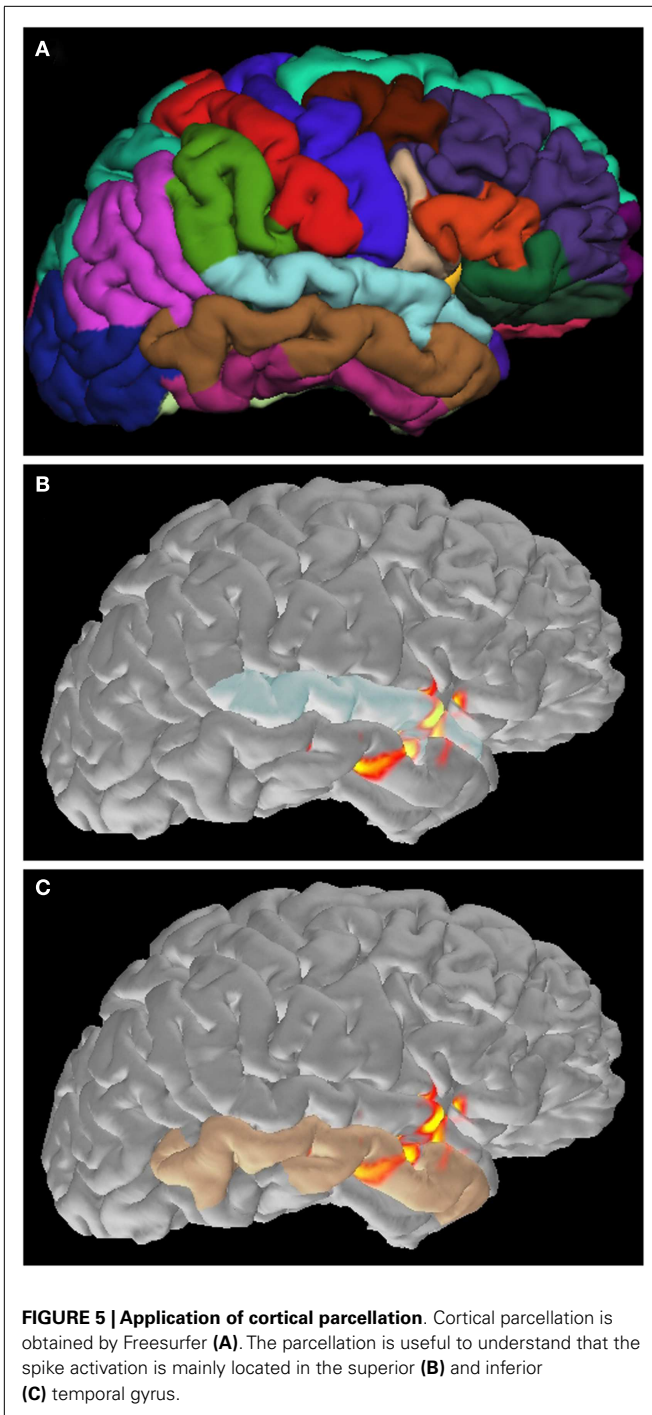 A
B
C
FIGURE 5 | Application of cortical parcellation. Cortical parcellation is
obtained by Freesurfer (A). The parcellation is useful to understand that the
spike activation is mainly located in the superior (B) and inferior
(C) temporal gyrus.